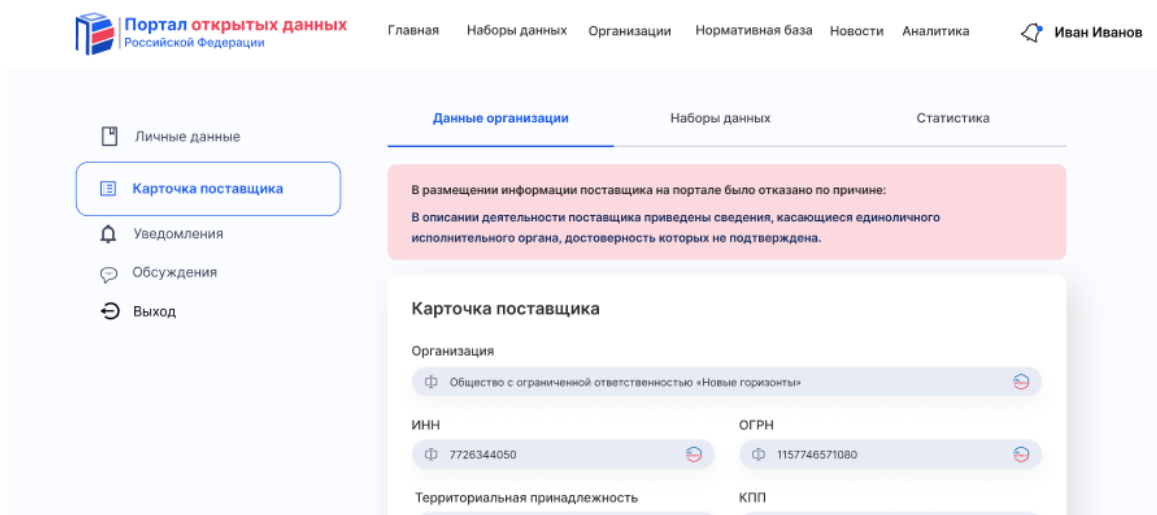 Портал открытых данных
Российской Федерации
Главная Наборы данных Организации Нормативная база Новости Аналитика Иван Иванов
Личные данные
Карточка поставщика
Уведомления
Обсуждения
Выход
Данные организации Наборы данных Статистика
В размещении информации поставщика на портале было отказано по причине:
В описании деятельности поставщика приведены сведения, касающиеся единоличного
исполнительного органа, достоверность которых не подтверждена.
Карточка поставщика
Организация
Общество с ограниченной ответственностью «Новые горизонты»
ИНН ОГРН
7726344050 1157746571080
Территориальная принадлежность КПП